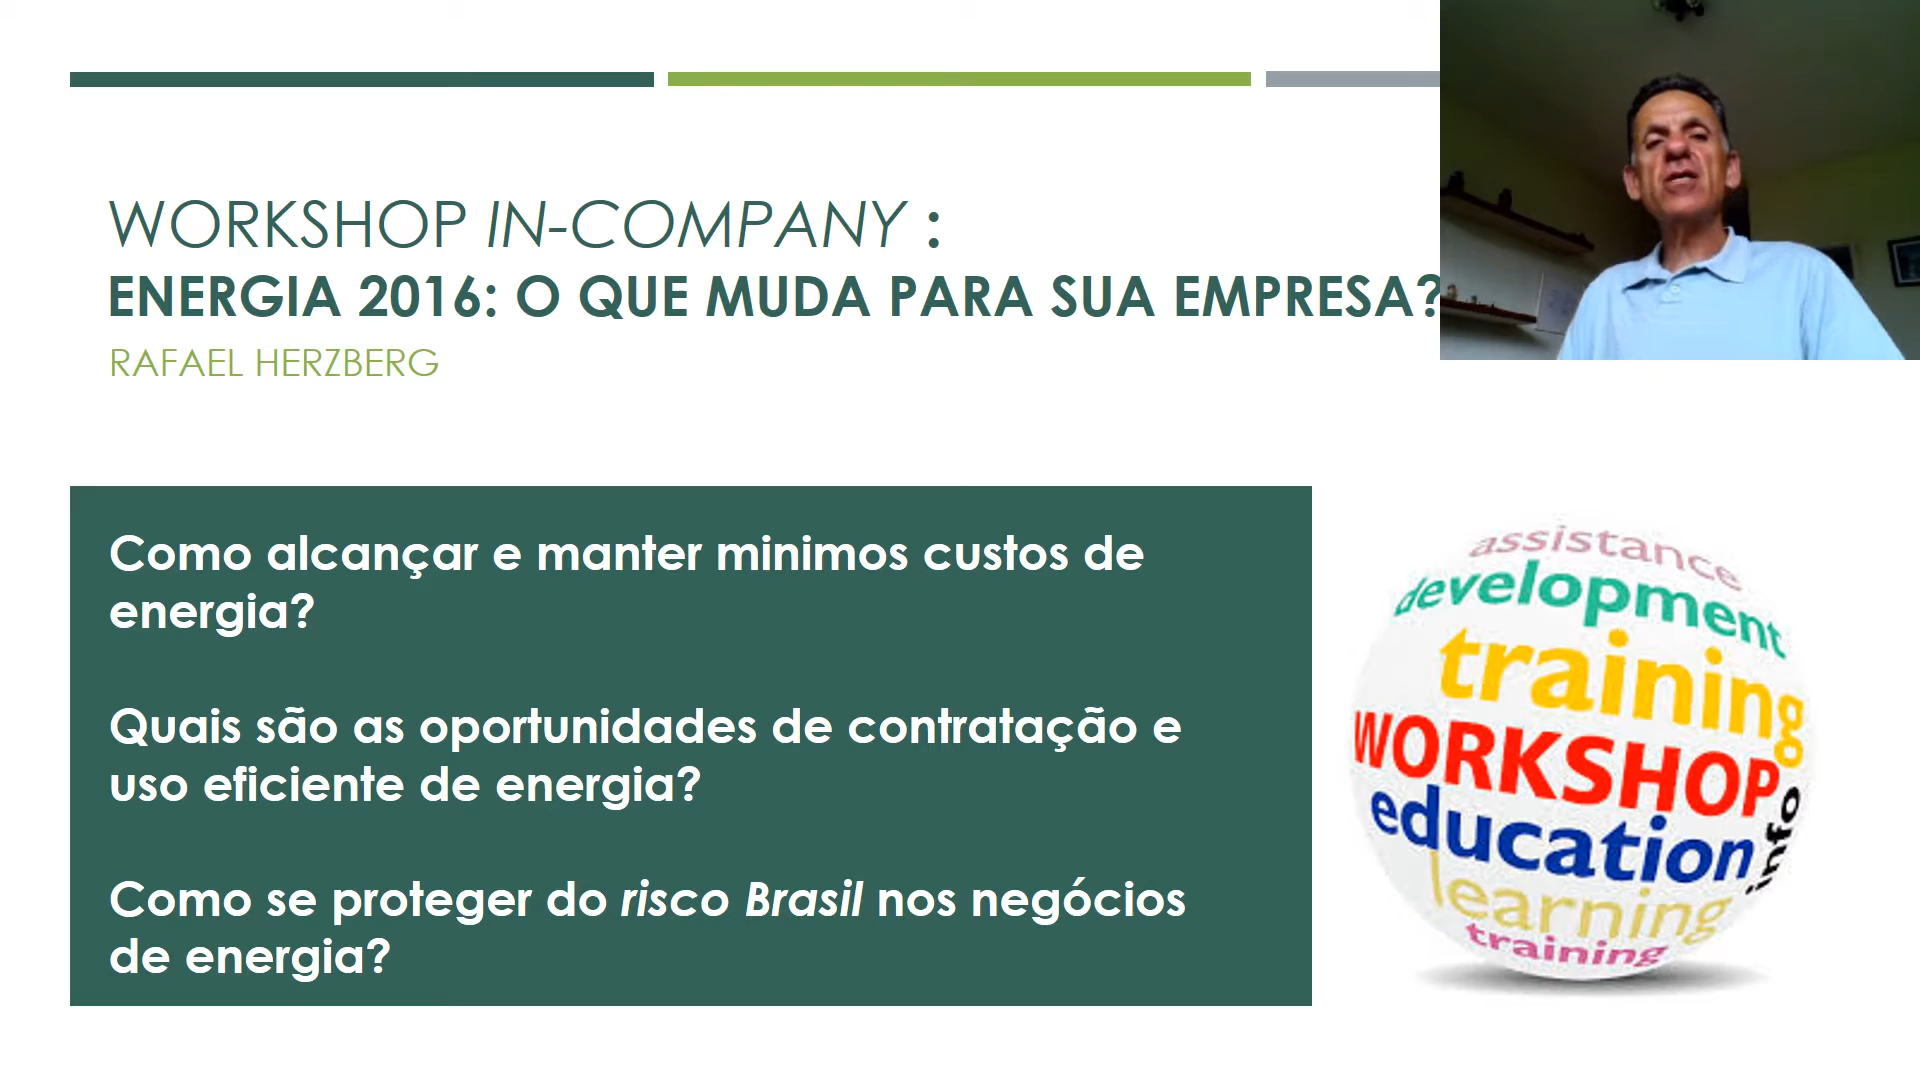 WORKSHOP IN-COMPANY :
ENERGIA 2016: O QUE MUDA PARA SUA EMPRESA?
RAFAEL HERZBERG
Como alcançar e manter minimos custos de
energia?
Quais são as oportunidades de contratação e
uso eficiente de energia?
Como se proteger do risco Brasil nos negócios
de energia?
assistance
development
training
WORKSHOP
education
info
learning
training